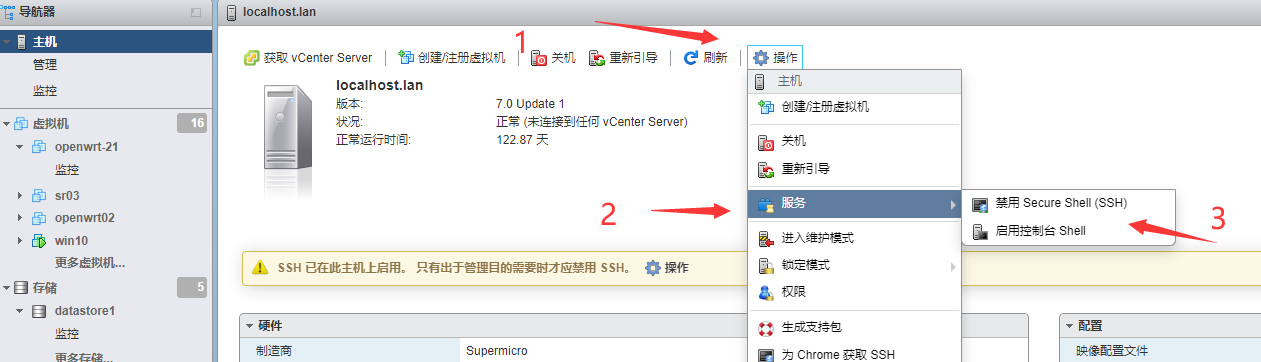 导航器
主机
管理
监控
虚拟机 16
openwrt-21
监控
sr03
openwrt02
win10
更多虚拟机...
存储 5
datastore1
监控
更多存储...
localhost.lan
1
获取 vCenter Server 创建/注册虚拟机 关机 重新引导 刷新 操作
localhost.lan
版本: 7.0 Update 1
状况: 正常 (未连接到任何 vCenter Server)
正常运行时间: 122.87 天
主机
创建/注册虚拟机
关机
重新引导
2
服务
禁用 Secure Shell (SSH)
启用控制台 Shell
3
进入维护模式
锁定模式
权限
生成支持包
为 Chrome 获取 SSH
SSH 已在此主机上启用。 只有出于管理目的需要时才应禁用 SSH。 操作
硬件
制造商 Supermicro
配置
映像配置文件